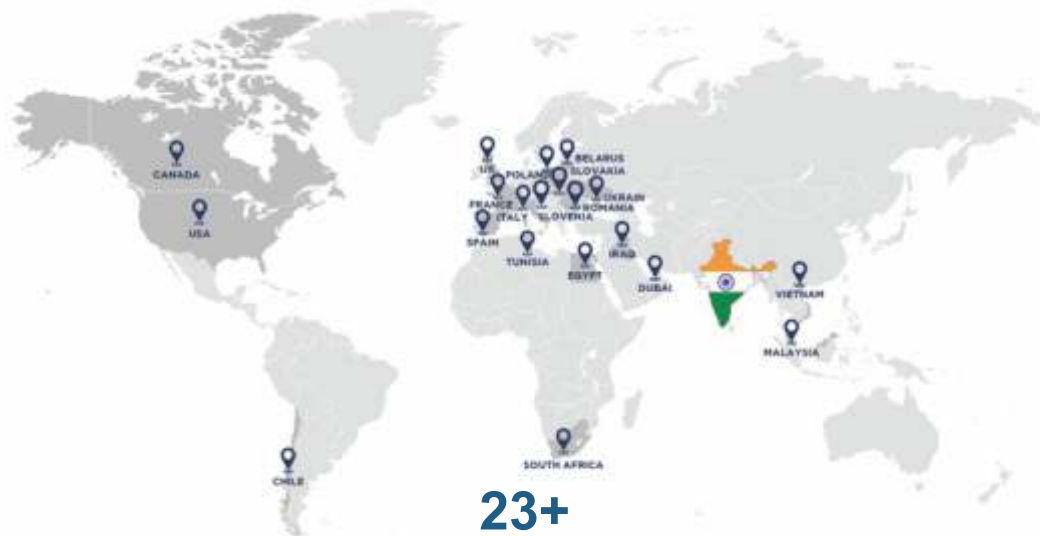 CANADA
USA
UK
POLAND
BELARUS
SLOVAKIA
FRANCE
ITALY
SLOVENIA
UKRAIN
ROMANIA
SPAIN
TUNISIA
EGYPT
IRAQ
DUBAI
VIETNAM
MALAYSIA
SOUTH AFRICA
CHILE
23+